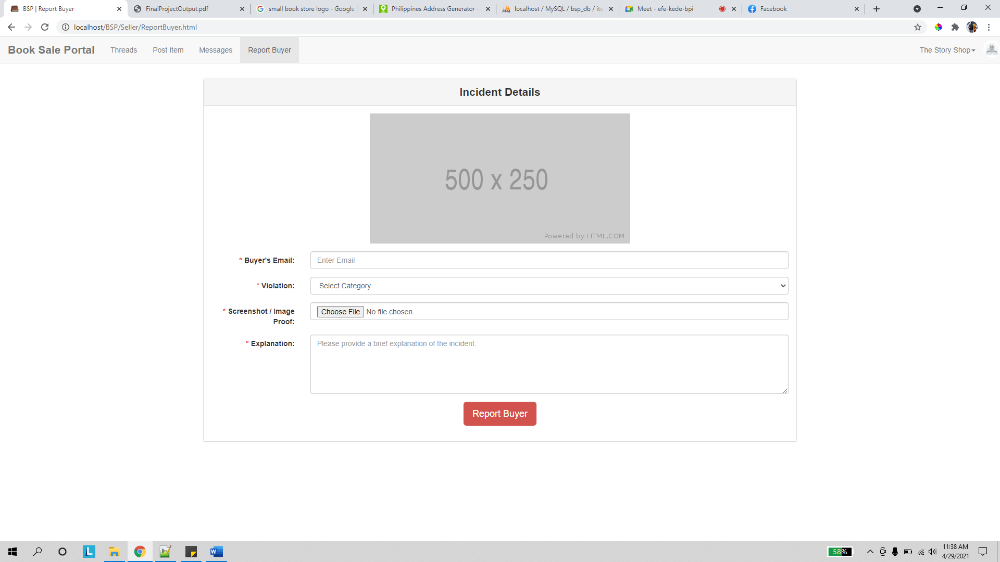 BSP | Report Buyer
FinalProjectOutput.pdf
small book store logo - Google
Philippines Address Generator -
localhost / MySQL / bsp_db / ite
Meet - efe-kede-bpi
Facebook
localhost/BSP/Seller/ReportBuyer.html
Book Sale Portal
Threads
Post Item
Messages
Report Buyer
The Story Shop
Incident Details
500 x 250
Powered by HTML.COM
* Buyer's Email:
Enter Email
* Violation:
Select Category
* Screenshot / Image
Proof:
Choose File No file chosen
* Explanation:
Please provide a brief explanation of the incident.
Report Buyer
58%
11:38 AM
4/29/2021